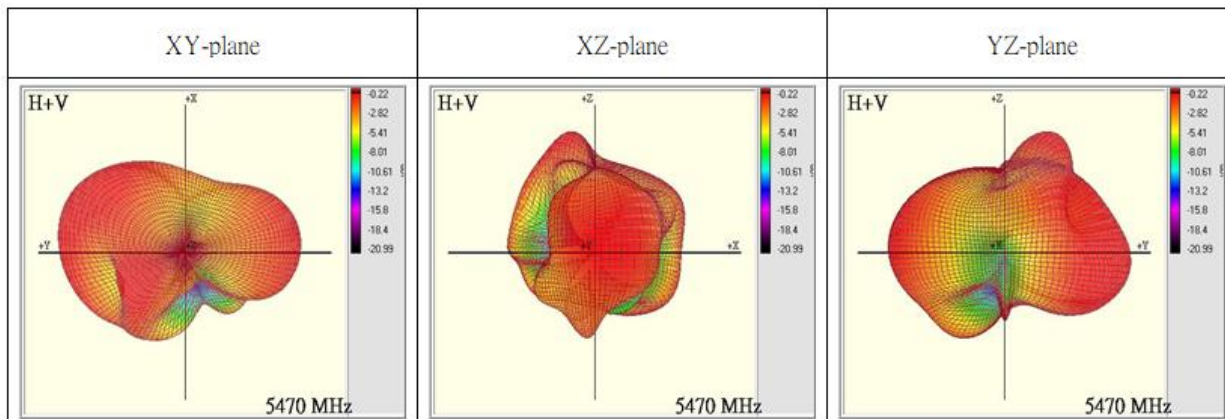 XY-plane
XZ-plane
YZ-plane
H+V
+X
+Y
-0.22
-2.82
-5.41
-8.01
-10.61
-13.2
-15.8
-18.4
-20.99
5470 MHz
H+V
+Z
+X
-0.22
-2.82
-5.41
-8.01
-10.61
-13.2
-15.8
-18.4
-20.99
5470 MHz
H+V
+Z
+Y
-0.22
-2.82
-5.41
-8.01
-10.61
-13.2
-15.8
-18.4
-20.99
5470 MHz